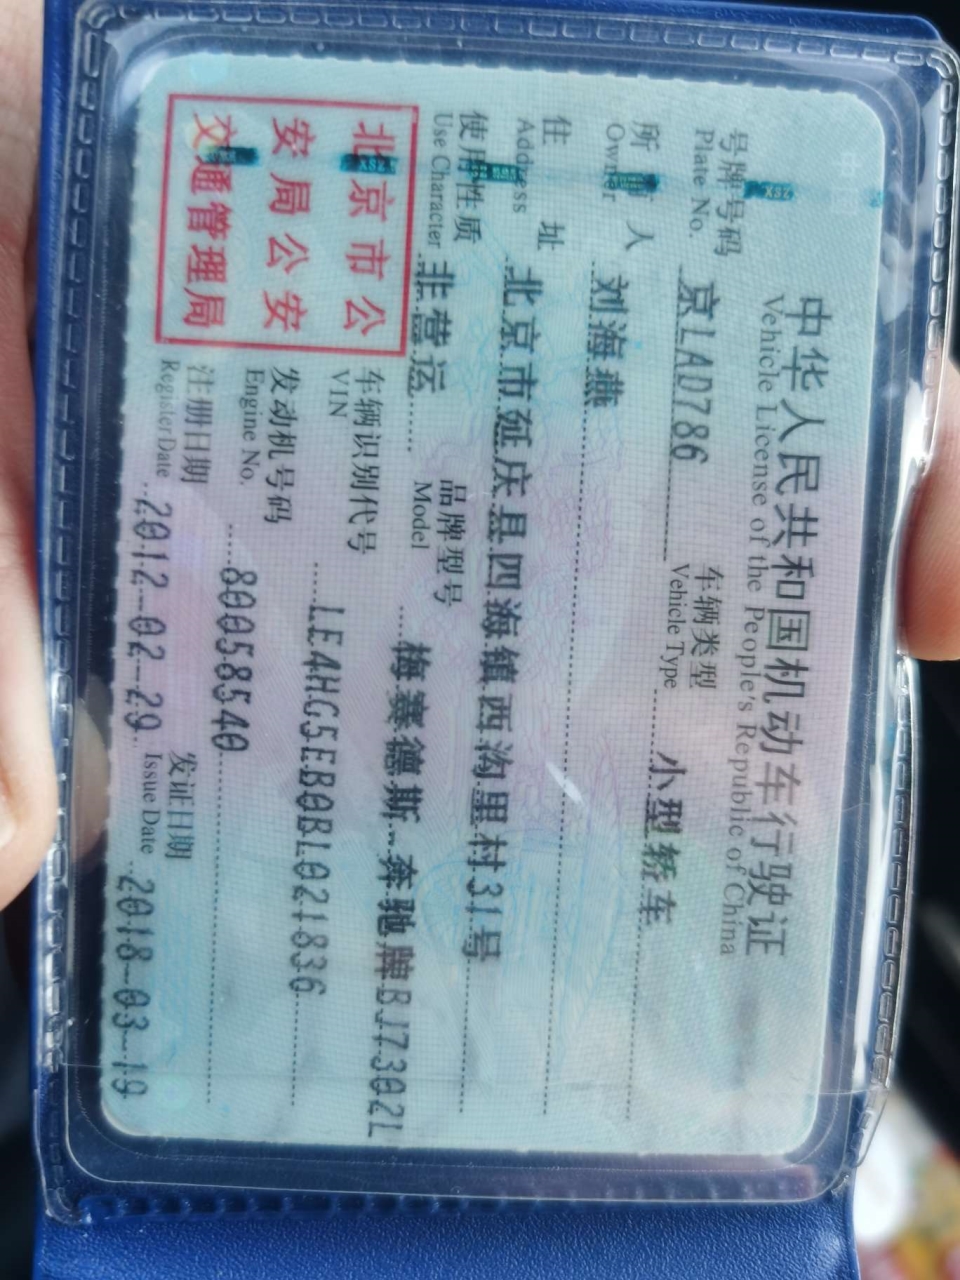 中华人民共和国机动车行驶证
Vehicle License of the People's Republic of China
号牌号码 京LAD786 车辆类型 小型轿车
Plate No. Vehicle Type
所有人 刘海燕
Owner
住址 北京市延庆县四海镇西沟里村31号
Address
使用性质 非营运 品牌型号 梅赛德斯-奔驰牌BJ7302L
Use Character Model
北京市公
安局公安
交通管理局
车辆识别代号 LE4HG5EB0BL021836
VIN
发动机号码 80058540
Engine No.
注册日期 2012-02-29 发证日期 2018-03-19
Register Date Issue Date